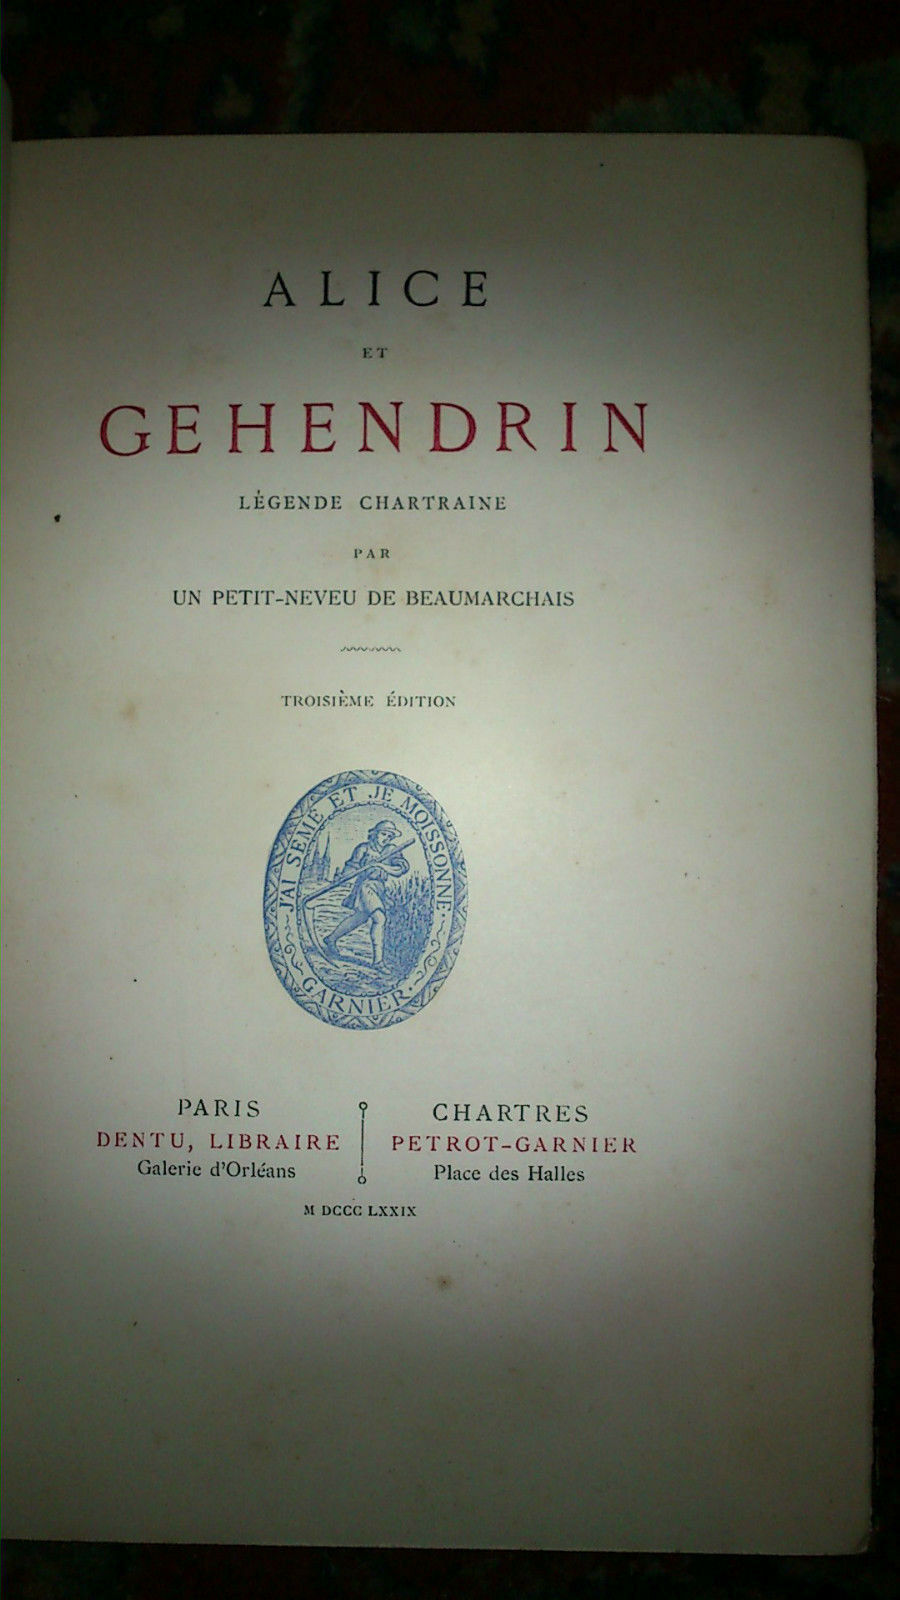 ALICE
ET
GEHENDRIN
LÉGENDE CHARTRAINE
PAR
UN PETIT-NEVEU DE BEAUMARCHAIS
TROISIÈME ÉDITION
J'AI SEMÉ ET JE MOISSONNE.
GARNIER.
PARIS
DENTU, LIBRAIRE
Galerie d'Orléans
CHARTRES
PETROT-GARNIER
Place des Halles
M DCCC LXXIX